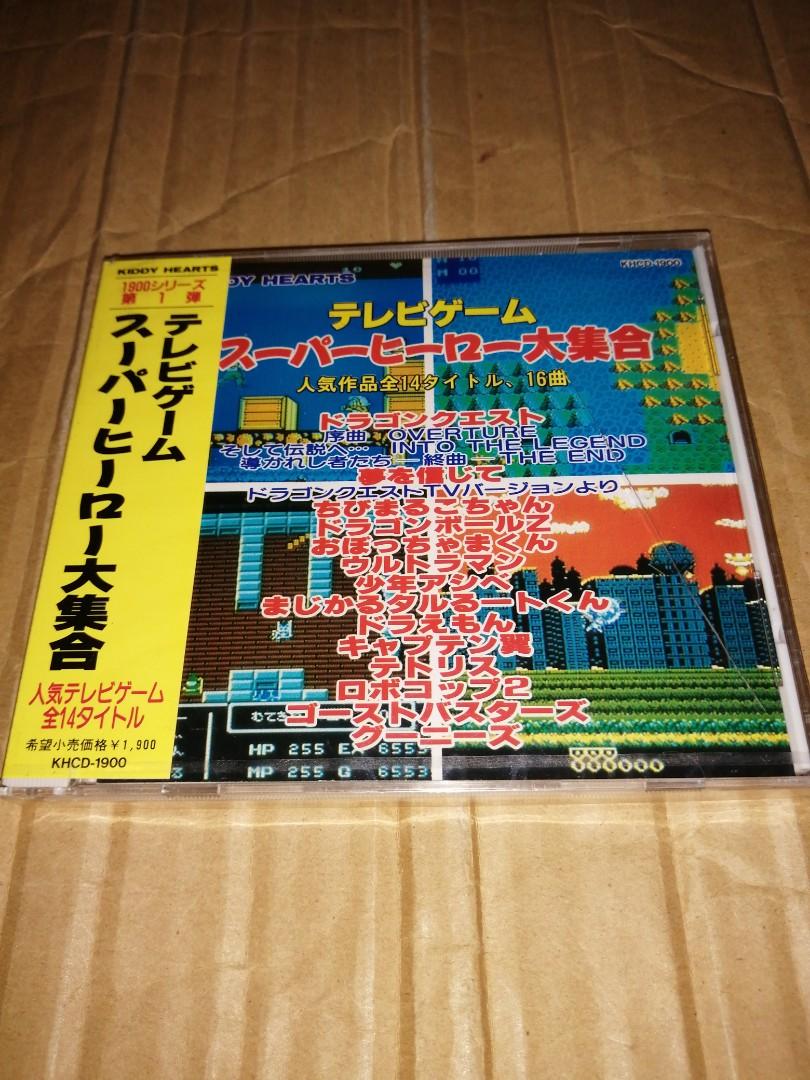 KIDDY HEARTS
1900シリーズ
第1弾
テレビゲーム
スーパーヒーロー大集合
人気テレビゲーム
全14タイトル
希望小売価格￥1,900
KHCD-1900
DY HEARTS
M 00
KHCD-1900
テレビゲーム
スーパーヒーロー大集合
人気作品全14タイトル、16曲
ドラゴンクエスト
序曲 OVERTURE
そして伝説へ… INTO THE LEGEND
導かれし者たち ―終曲― THE END
夢を信じて
ドラゴンクエストTVバージョンより
ちびまるこちゃん
ドラゴンボールZ
おぼっちゃまくん
ウルトラマン
少年アシベ
まじかるタルるートくん
ドラえもん
キャプテン翼
テトリス
ロボコップ2
ゴーストバスターズ
グーニーズ
HP 255 E 6553
MP 255 G 6553